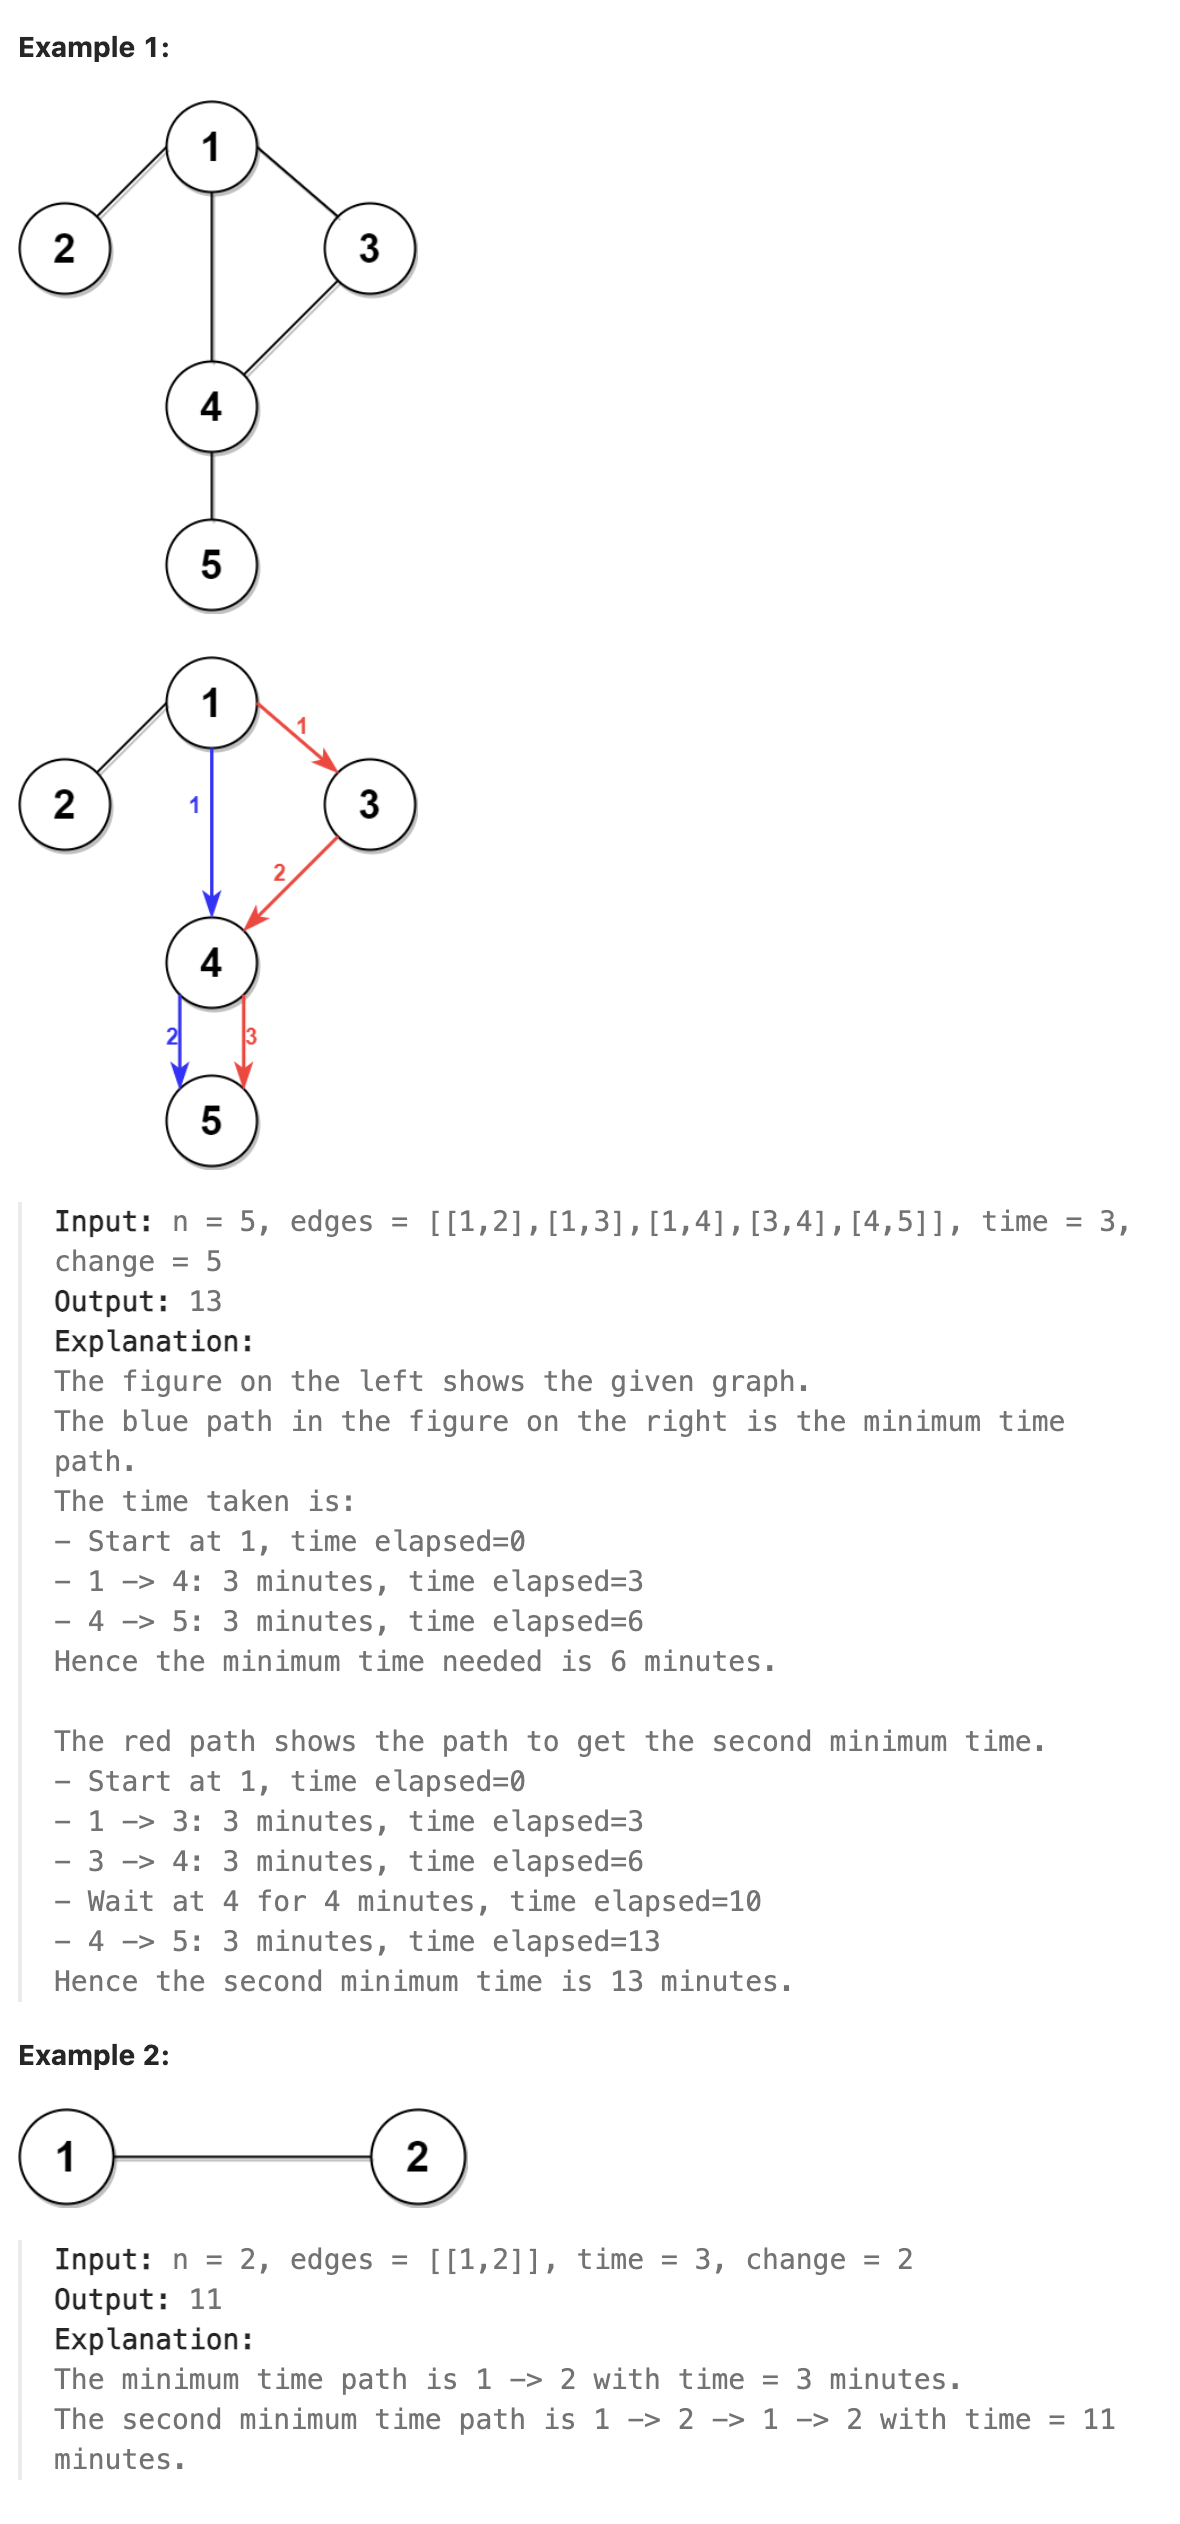 Example 1:
1
2
3
4
5
1
1
2
3
1
2
4
2
3
5
Input: n = 5, edges = [[1,2],[1,3],[1,4],[3,4],[4,5]], time = 3,
change = 5
Output: 13
Explanation:
The figure on the left shows the given graph.
The blue path in the figure on the right is the minimum time
path.
The time taken is:
- Start at 1, time elapsed=0
- 1 -> 4: 3 minutes, time elapsed=3
- 4 -> 5: 3 minutes, time elapsed=6
Hence the minimum time needed is 6 minutes.
The red path shows the path to get the second minimum time.
- Start at 1, time elapsed=0
- 1 -> 3: 3 minutes, time elapsed=3
- 3 -> 4: 3 minutes, time elapsed=6
- Wait at 4 for 4 minutes, time elapsed=10
- 4 -> 5: 3 minutes, time elapsed=13
Hence the second minimum time is 13 minutes.
Example 2:
1 2
Input: n = 2, edges = [[1,2]], time = 3, change = 2
Output: 11
Explanation:
The minimum time path is 1 -> 2 with time = 3 minutes.
The second minimum time path is 1 -> 2 -> 1 -> 2 with time = 11
minutes.